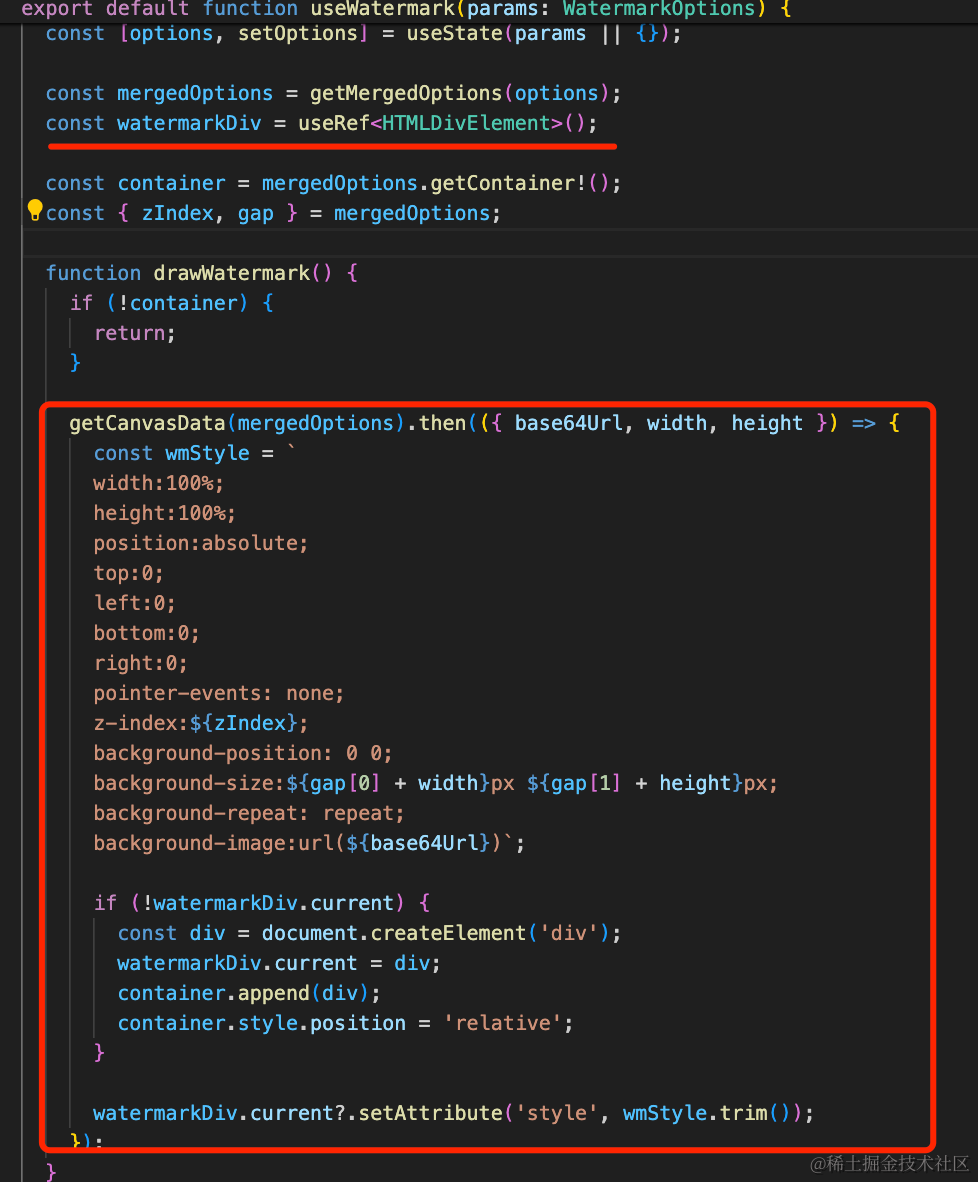 export default function useWatermark(params: WatermarkOptions) {
const [options, setOptions] = useState(params || {});
const mergedOptions = getMergedOptions(options);
const watermarkDiv = useRef<HTMLDivElement>();
const container = mergedOptions.getContainer!();
const { zIndex, gap } = mergedOptions;
function drawWatermark() {
if (!container) {
return;
}
getCanvasData(mergedOptions).then(({ base64Url, width, height }) => {
const wmStyle = `
width:100%;
height:100%;
position:absolute;
top:0;
left:0;
bottom:0;
right:0;
pointer-events: none;
z-index:${zIndex};
background-position: 0 0;
background-size:${gap[0] + width}px ${gap[1] + height}px;
background-repeat: repeat;
background-image:url(${base64Url})`;
if (!watermarkDiv.current) {
const div = document.createElement('div');
watermarkDiv.current = div;
container.append(div);
container.style.position = 'relative';
}
watermarkDiv.current?.setAttribute('style', wmStyle.trim());
});
}
@稀土掘金技术社区